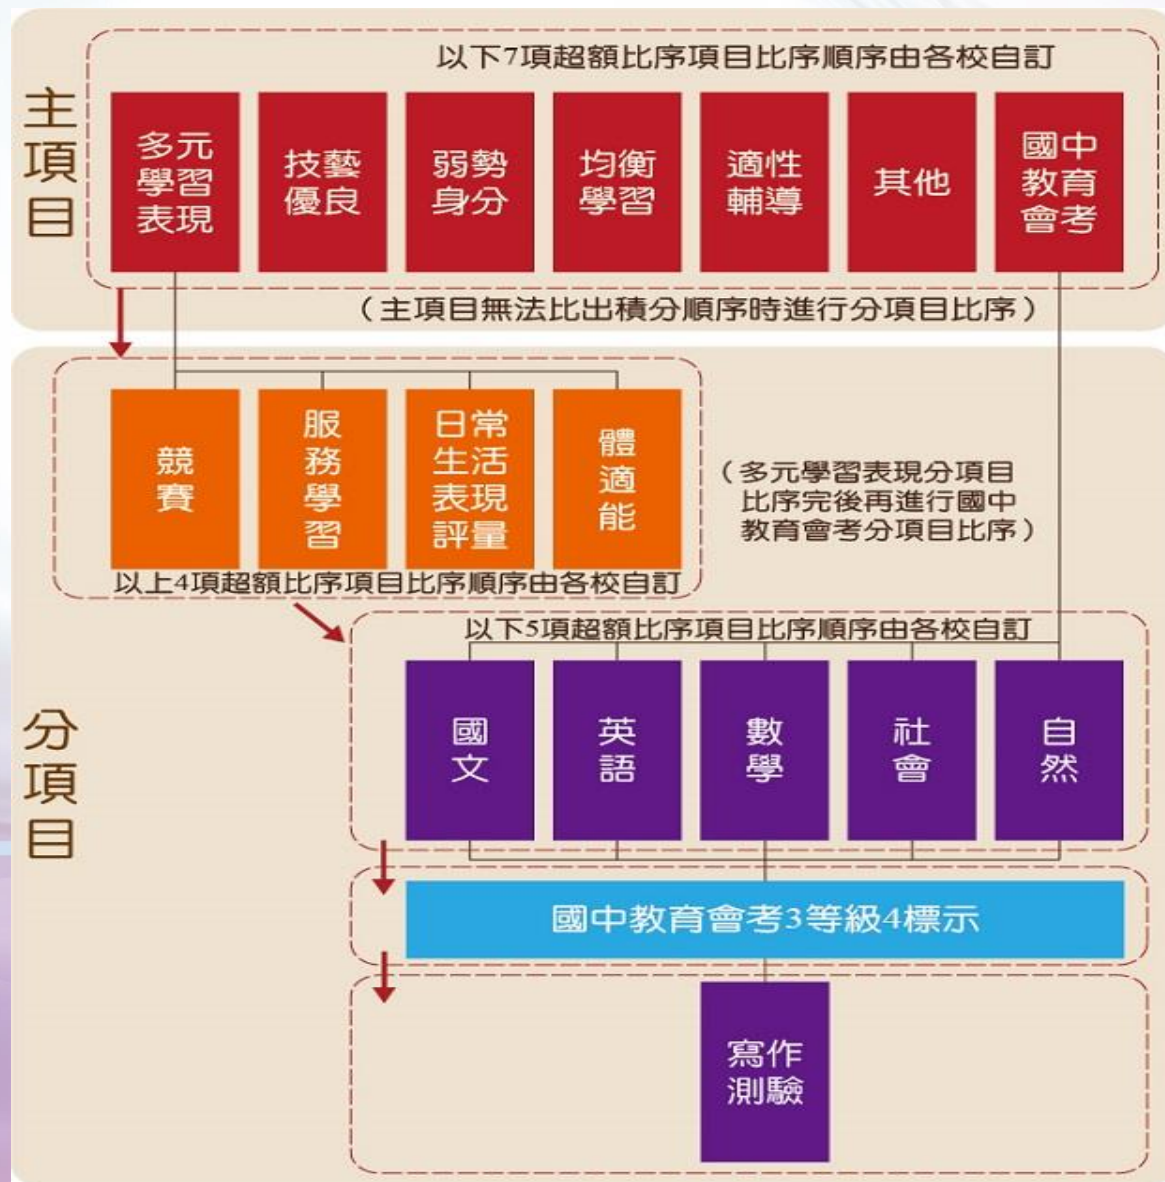 主項目
以下7項超額比序項目比序順序由各校自訂
多元
學習
表現
技藝
優良
弱勢
身分
均衡
學習
適性
輔導
其他
國中
教育
會考
（主項目無法比出積分順序時進行分項目比序）
分項目
競賽
服務學習
日常
生活
表現
評量
體適能
（多元學習表現分項目
比序完後再進行國中
教育會考分項目比序）
以上4項超額比序項目比序順序由各校自訂
以下5項超額比序項目比序順序由各校自訂
國文
英語
數學
社會
自然
國中教育會考3等級4標示
寫作
測驗